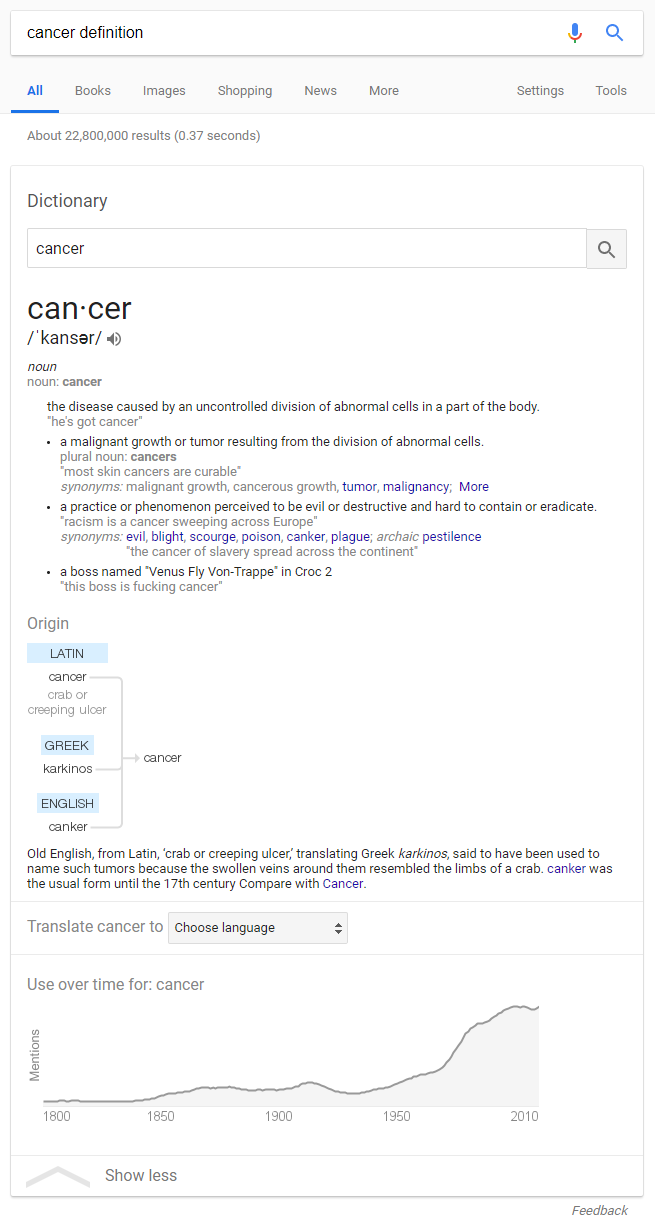 cancer definition
All Books Images Shopping News More Settings Tools
About 22,800,000 results (0.37 seconds)
Dictionary
cancer
can·cer
/ˈkansər/
noun
noun: cancer
the disease caused by an uncontrolled division of abnormal cells in a part of the body.
"he's got cancer"
• a malignant growth or tumor resulting from the division of abnormal cells.
plural noun: cancers
"most skin cancers are curable"
synonyms: malignant growth, cancerous growth, tumor, malignancy; More
• a practice or phenomenon perceived to be evil or destructive and hard to contain or eradicate.
"racism is a cancer sweeping across Europe"
synonyms: evil, blight, scourge, poison, canker, plague; archaic pestilence
"the cancer of slavery spread across the continent"
• a boss named "Venus Fly Von-Trappe" in Croc 2
"this boss is fucking cancer"
Origin
LATIN
cancer
crab or
creeping ulcer
GREEK
karkinos
cancer
ENGLISH
canker
Old English, from Latin, ‘crab or creeping ulcer,’ translating Greek karkinos, said to have been used to
name such tumors because the swollen veins around them resembled the limbs of a crab. canker was
the usual form until the 17th century Compare with Cancer.
Translate cancer to Choose language
Use over time for: cancer
Mentions
1800 1850 1900 1950 2010
Show less
Feedback